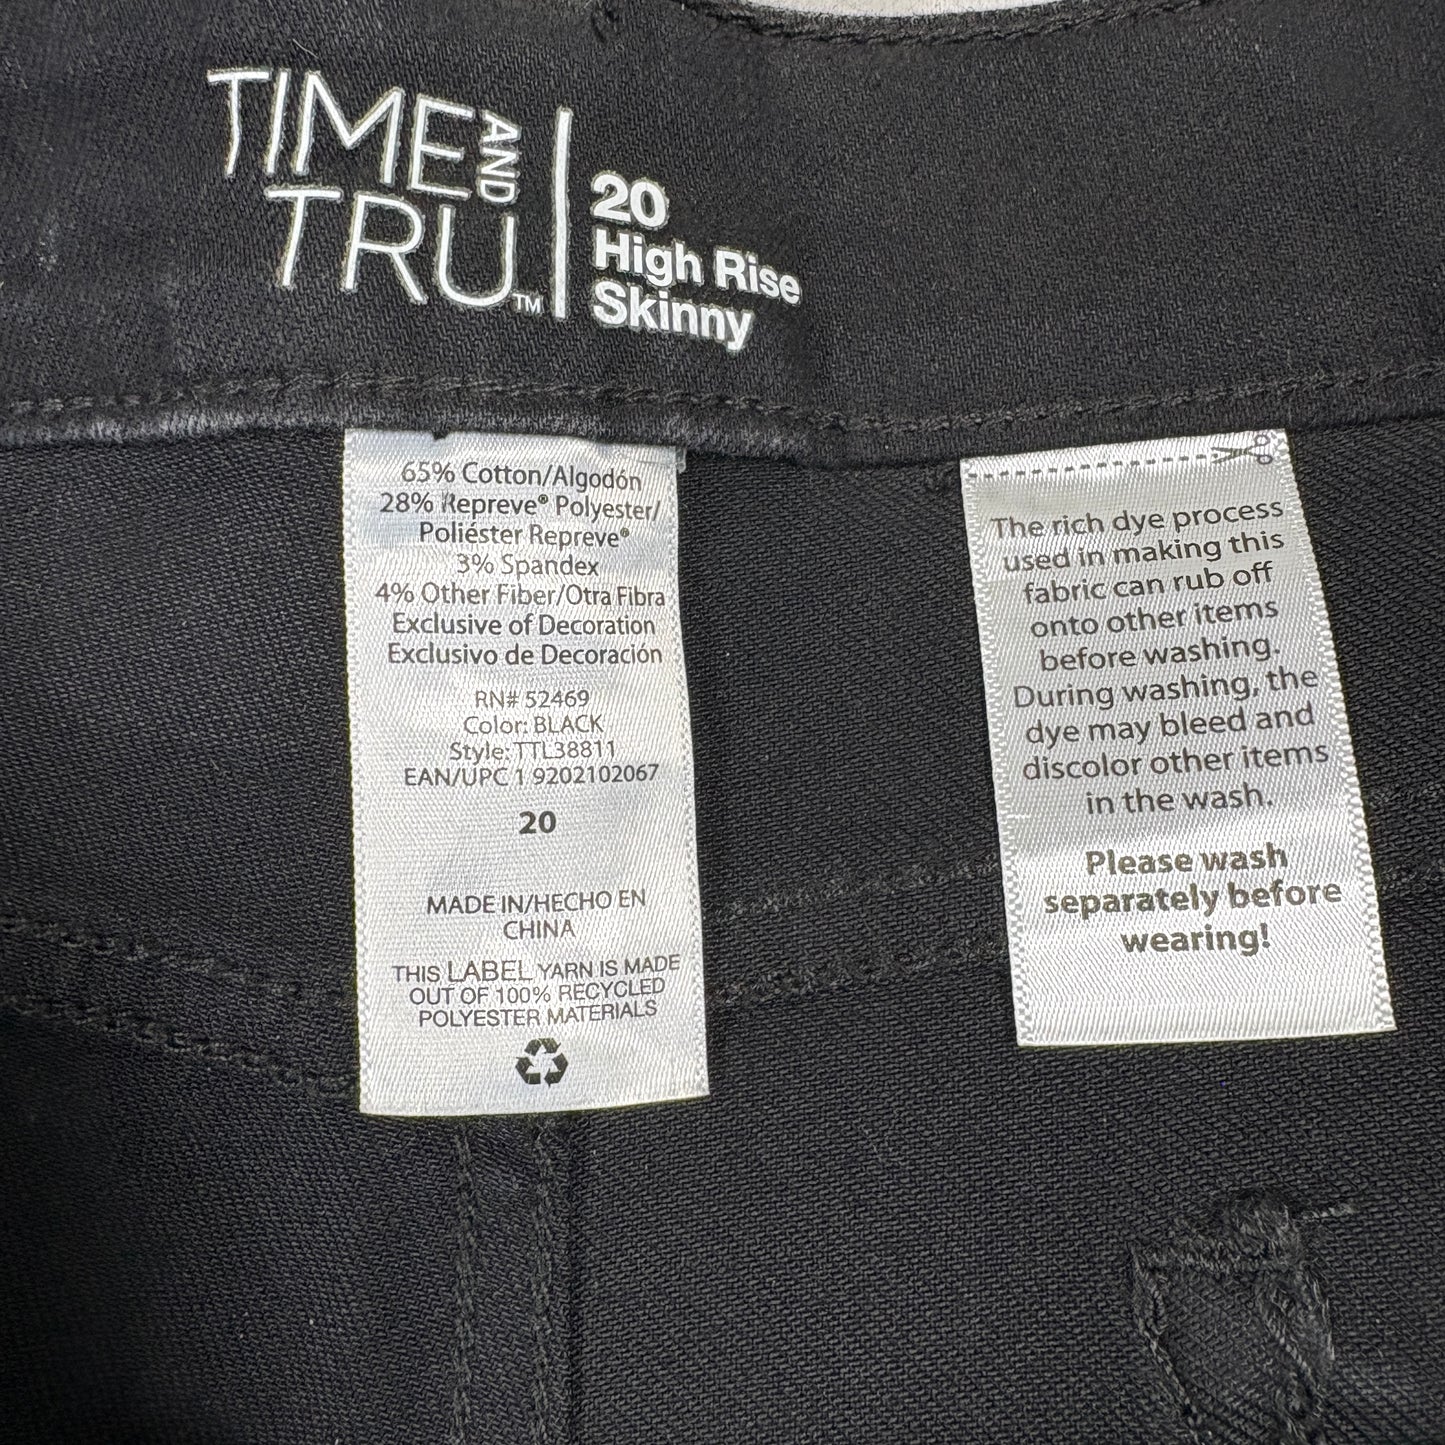 TIME AND
TRU™
20
High Rise
Skinny
65% Cotton/Algodón
28% Repreve® Polyester/
Poliéster Repreve®
3% Spandex
4% Other Fiber/Otra Fibra
Exclusive of Decoration
Exclusivo de Decoración
RN# 52469
Color: BLACK
Style: TTL38811
EAN/UPC 1 9202102067
20
MADE IN/HECHO EN
CHINA
THIS LABEL YARN IS MADE
OUT OF 100% RECYCLED
POLYESTER MATERIALS
The rich dye process
used in making this
fabric can rub off
onto other items
before washing.
During washing, the
dye may bleed and
discolor other items
in the wash.
Please wash
separately before
wearing!